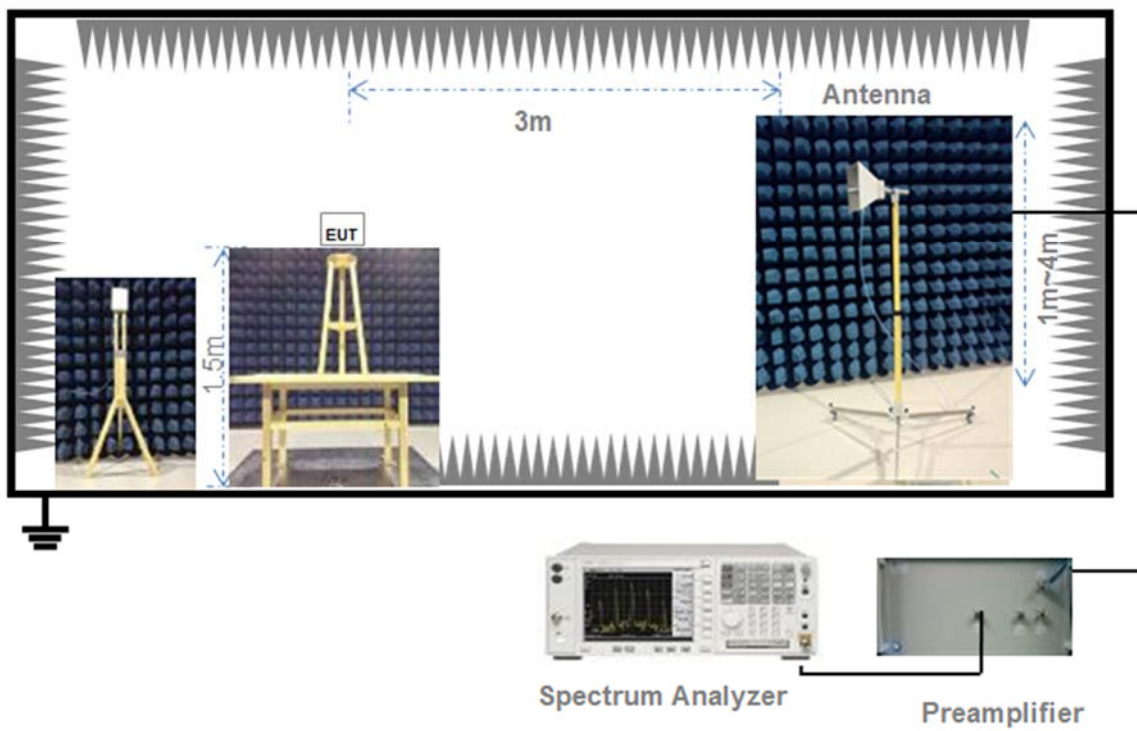 Antenna
3m
EUT
1.5m
1m~4m
Spectrum Analyzer
Preamplifier